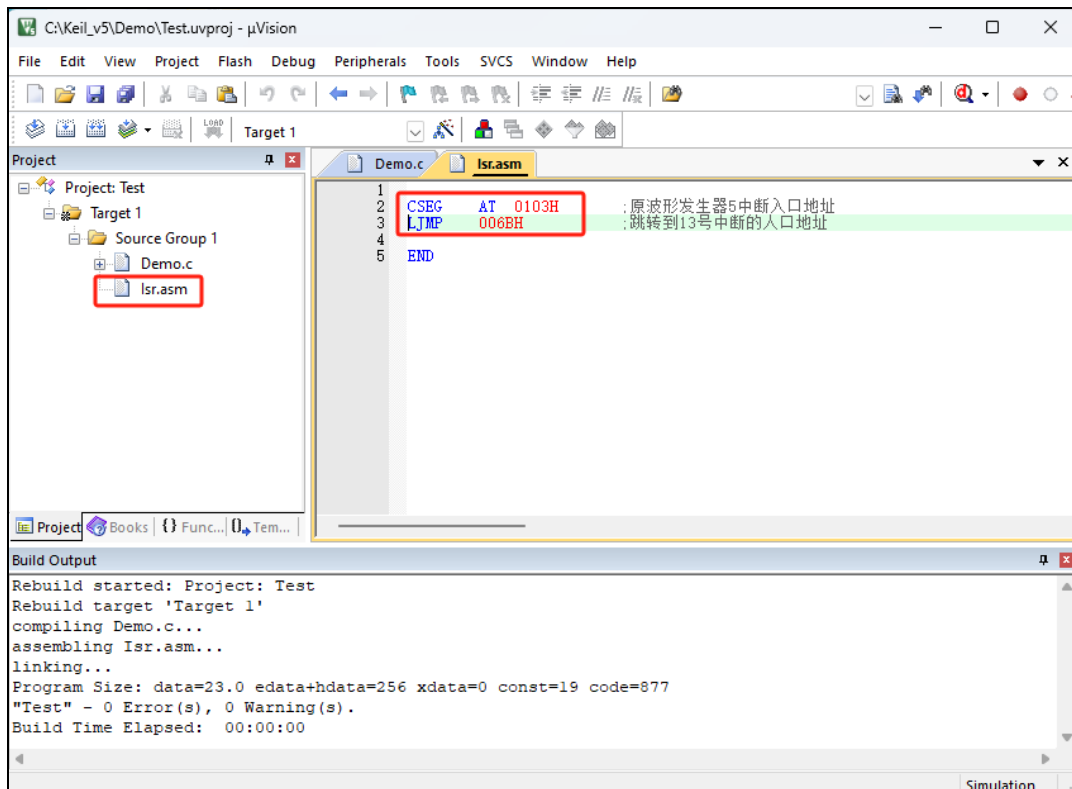 C:\Keil_v5\Demo\Test.uvproj - µVision
File Edit View Project Flash Debug Peripherals Tools SVCS Window Help
LOAD
Target 1
Project
Demo.c Isr.asm
Project: Test
Target 1
Source Group 1
Demo.c
Isr.asm
1
2 CSEG AT 0103H ;原波形发生器5中断入口地址
3 LJMP 006BH ;跳转到13号中断的入口地址
4
5 END
Project Books {} Func... Tem...
Build Output
Rebuild started: Project: Test
Rebuild target 'Target 1'
compiling Demo.c...
assembling Isr.asm...
linking...
Program Size: data=23.0 edata+hdata=256 xdata=0 const=19 code=877
"Test" - 0 Error(s), 0 Warning(s).
Build Time Elapsed: 00:00:00
Simulation